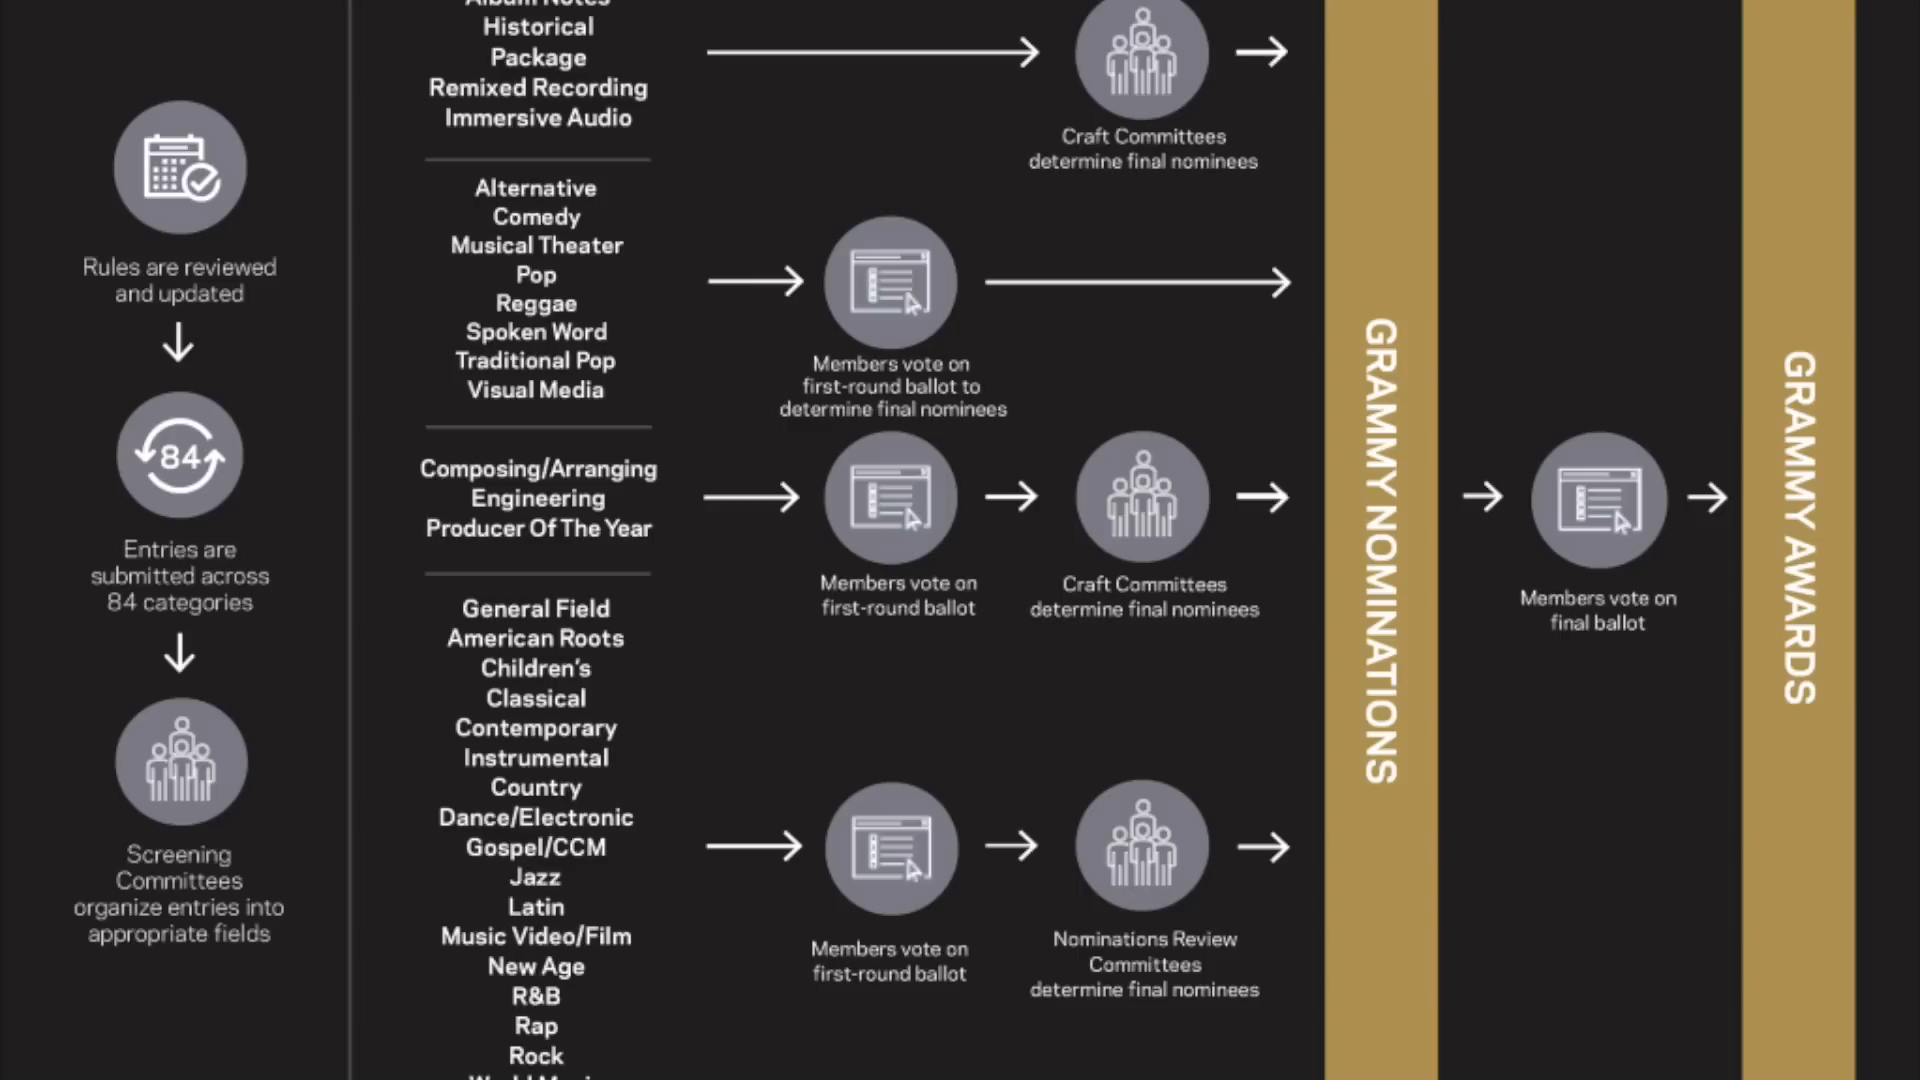 Rules are reviewed
and updated
84
Entries are
submitted across
84 categories
Screening
Committees
organize entries into
appropriate fields
Album Notes
Historical
Package
Remixed Recording
Immersive Audio
Craft Committees
determine final nominees
Alternative
Comedy
Musical Theater
Pop
Reggae
Spoken Word
Traditional Pop
Visual Media
Members vote on
first-round ballot to
determine final nominees
Composing/Arranging
Engineering
Producer Of The Year
Members vote on
first-round ballot
Craft Committees
determine final nominees
General Field
American Roots
Children's
Classical
Contemporary
Instrumental
Country
Dance/Electronic
Gospel/CCM
Jazz
Latin
Music Video/Film
New Age
R&B
Rap
Rock
Members vote on
first-round ballot
Nominations Review
Committees
determine final nominees
GRAMMY NOMINATIONS
Members vote on
final ballot
GRAMMY AWARDS